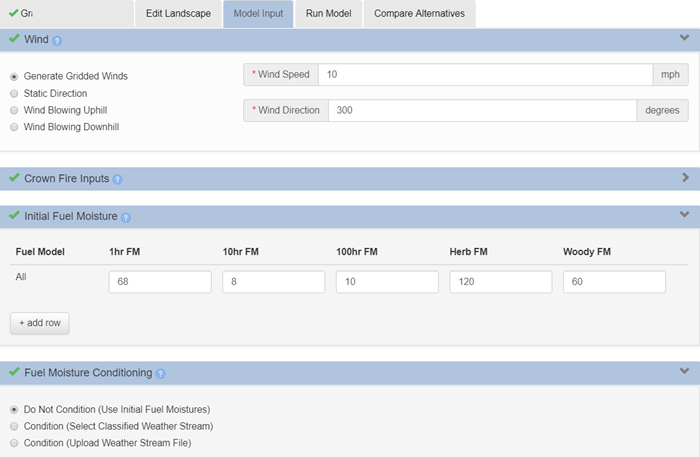 Edit Landscape Model Input Run Model Compare Alternatives
Wind ?
Generate Gridded Winds
Static Direction
Wind Blowing Uphill
Wind Blowing Downhill
* Wind Speed 10 mph
* Wind Direction 300 degrees
Crown Fire Inputs ?
Initial Fuel Moisture ?
Fuel Model 1hr FM 10hr FM 100hr FM Herb FM Woody FM
All 68 8 10 120 60
+ add row
Fuel Moisture Conditioning ?
Do Not Condition (Use Initial Fuel Moistures)
Condition (Select Classified Weather Stream)
Condition (Upload Weather Stream File)